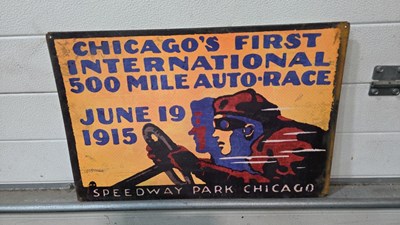 CHICAGO'S FIRST
INTERNATIONAL
500 MILE AUTO-RACE
JUNE 19
1915
SPEEDWAY PARK CHICAGO